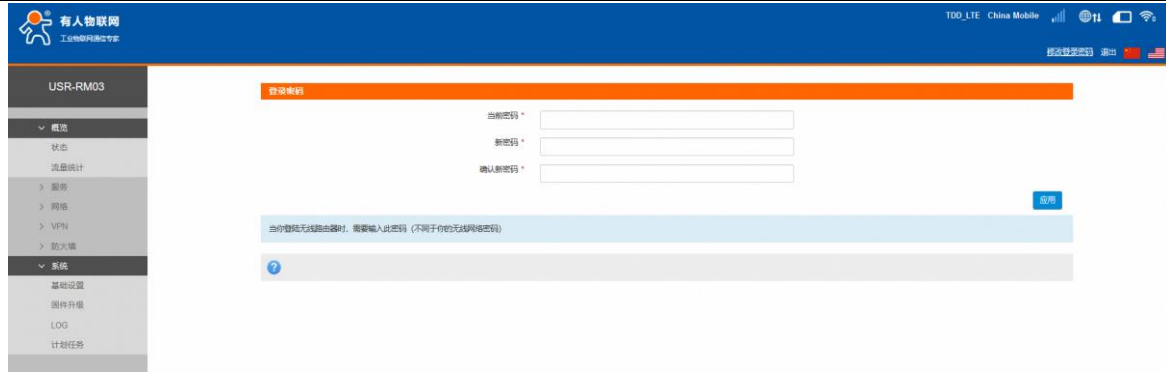 有人物联网
工业物联网通信专家
TDD_LTE China Mobile
修改登录密码 退出
USR-RM03
概览
状态
流量统计
服务
网络
VPN
防火墙
系统
基础设置
固件升级
LOG
计划任务
登录密码
当前密码 *
新密码 *
确认新密码 *
应用
当你登陆无线路由器时，需要输入此密码（不同于你的无线网络密码）